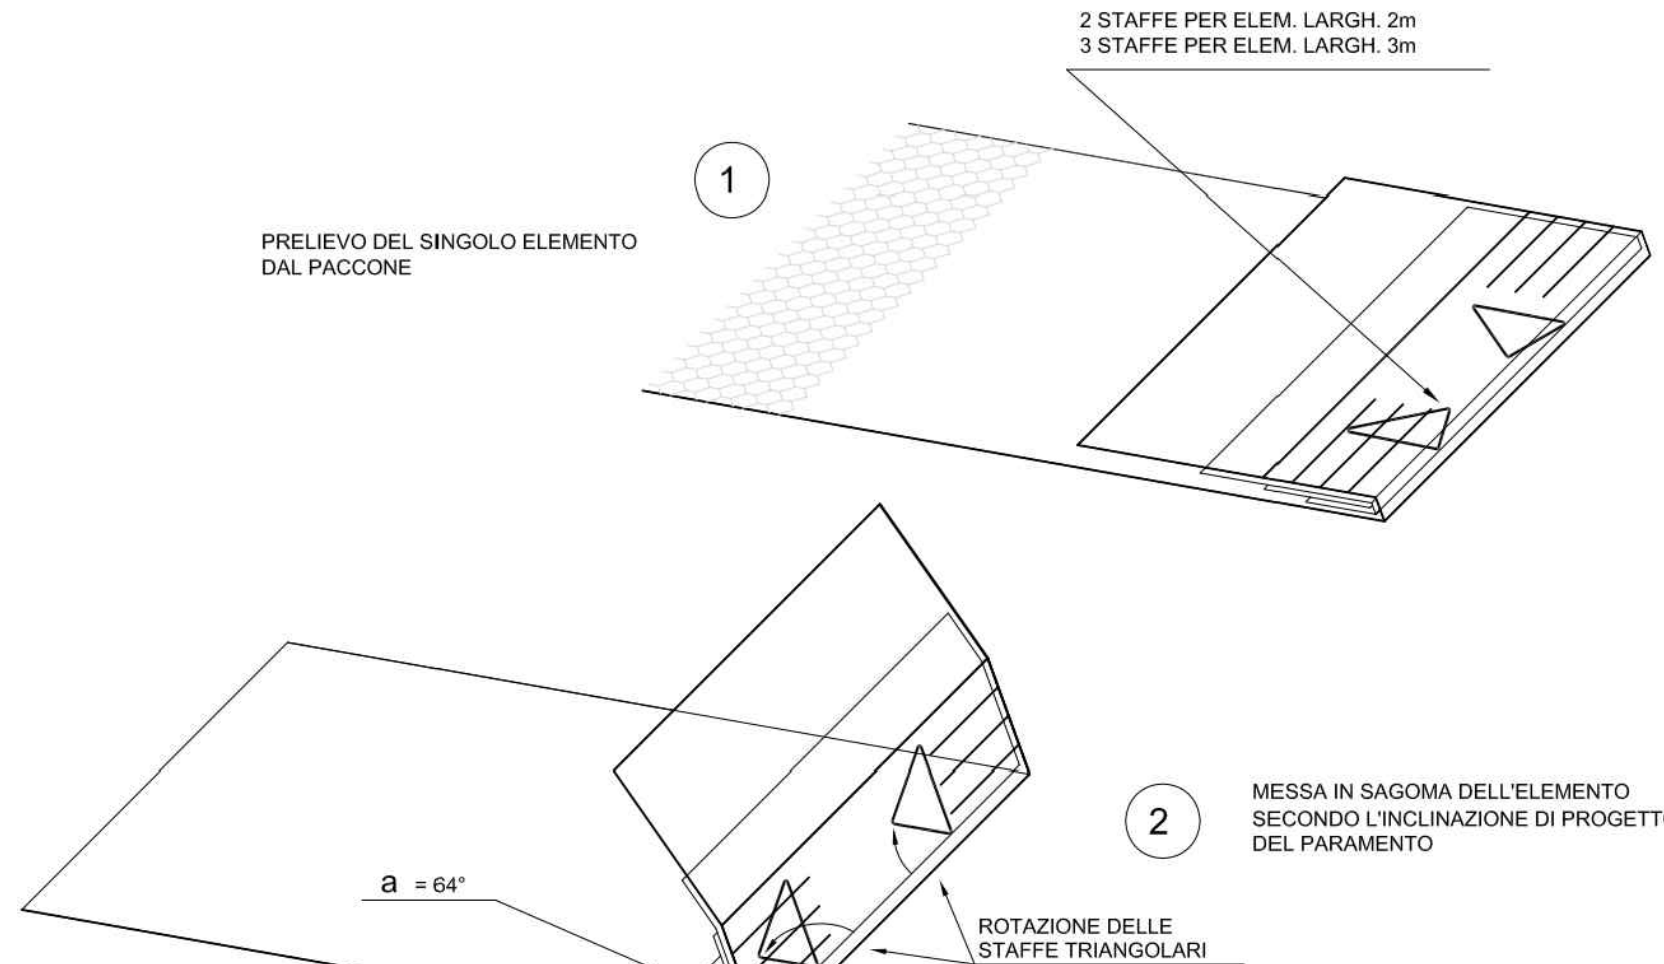 2 STAFFE PER ELEM. LARGH. 2m
3 STAFFE PER ELEM. LARGH. 3m
1
PRELIEVO DEL SINGOLO ELEMENTO
DAL PACCONE
2
MESSA IN SAGOMA DELL'ELEMENTO
SECONDO L'INCLINAZIONE DI PROGETTO
DEL PARAMENTO
a = 64°
ROTAZIONE DELLE
STAFFE TRIANGOLARI